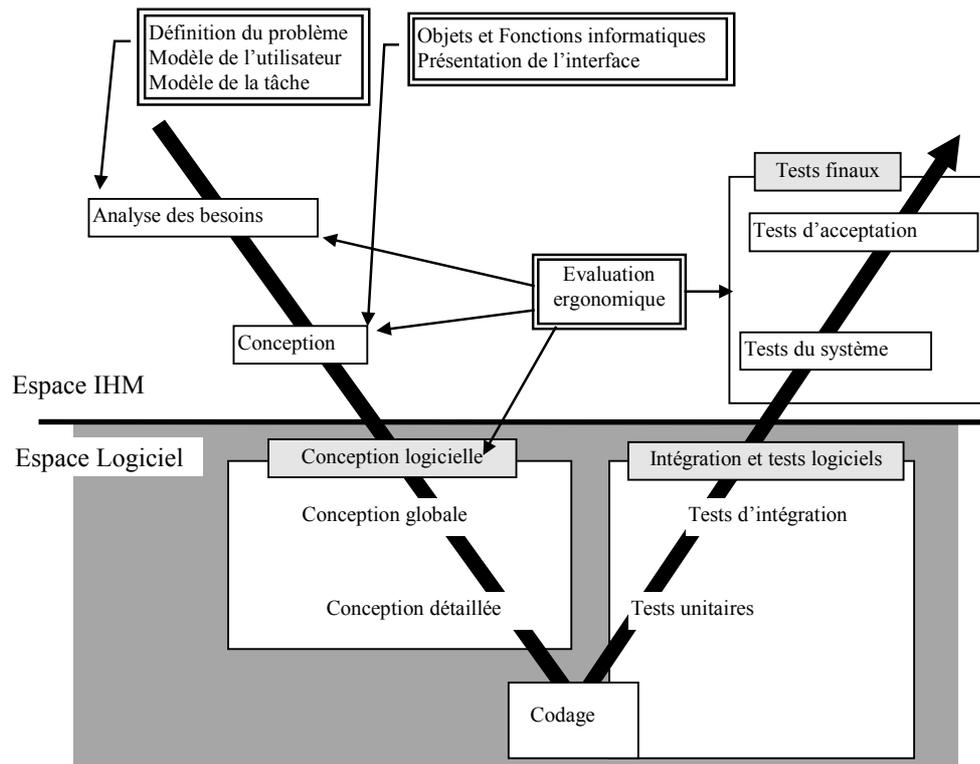 Définition du problème
Modèle de l’utilisateur
Modèle de la tâche
Objets et Fonctions informatiques
Présentation de l’interface
Tests finaux
Analyse des besoins
Tests d’acceptation
Evaluation
ergonomique
Conception
Tests du système
Espace IHM
Espace Logiciel
Conception logicielle
Intégration et tests logiciels
Conception globale
Tests d’intégration
Conception détaillée
Tests unitaires
Codage